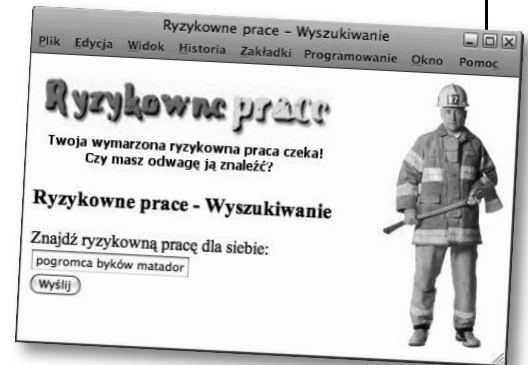 Ryzykowne prace – Wyszukiwanie
Plik Edycja Widok Historia Zakładki Programowanie Okno Pomoc
Ryzykowne prace
Twoja wymarzona ryzykowna praca czeka!
Czy masz odwagę ją znaleźć?
Ryzykowne prace - Wyszukiwanie
Znajdź ryzykowną pracę dla siebie:
pogromca byków matador
Wyślij